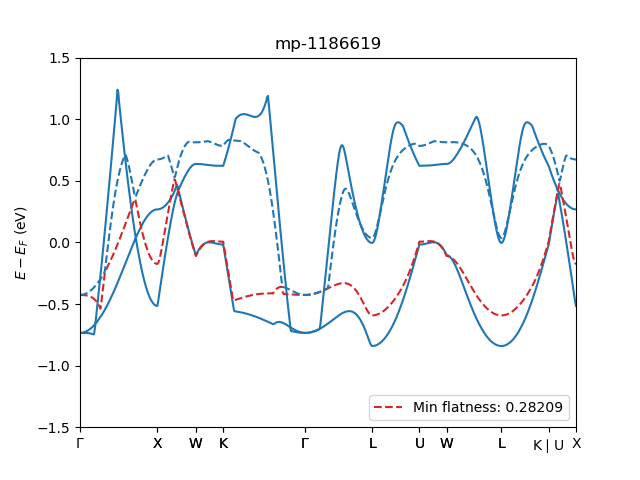 mp-1186619
1.5
1.0
0.5
0.0
−0.5
−1.0
−1.5
E − E_F (eV)
Min flatness: 0.28209
Γ X W K Γ L U W L K | U X